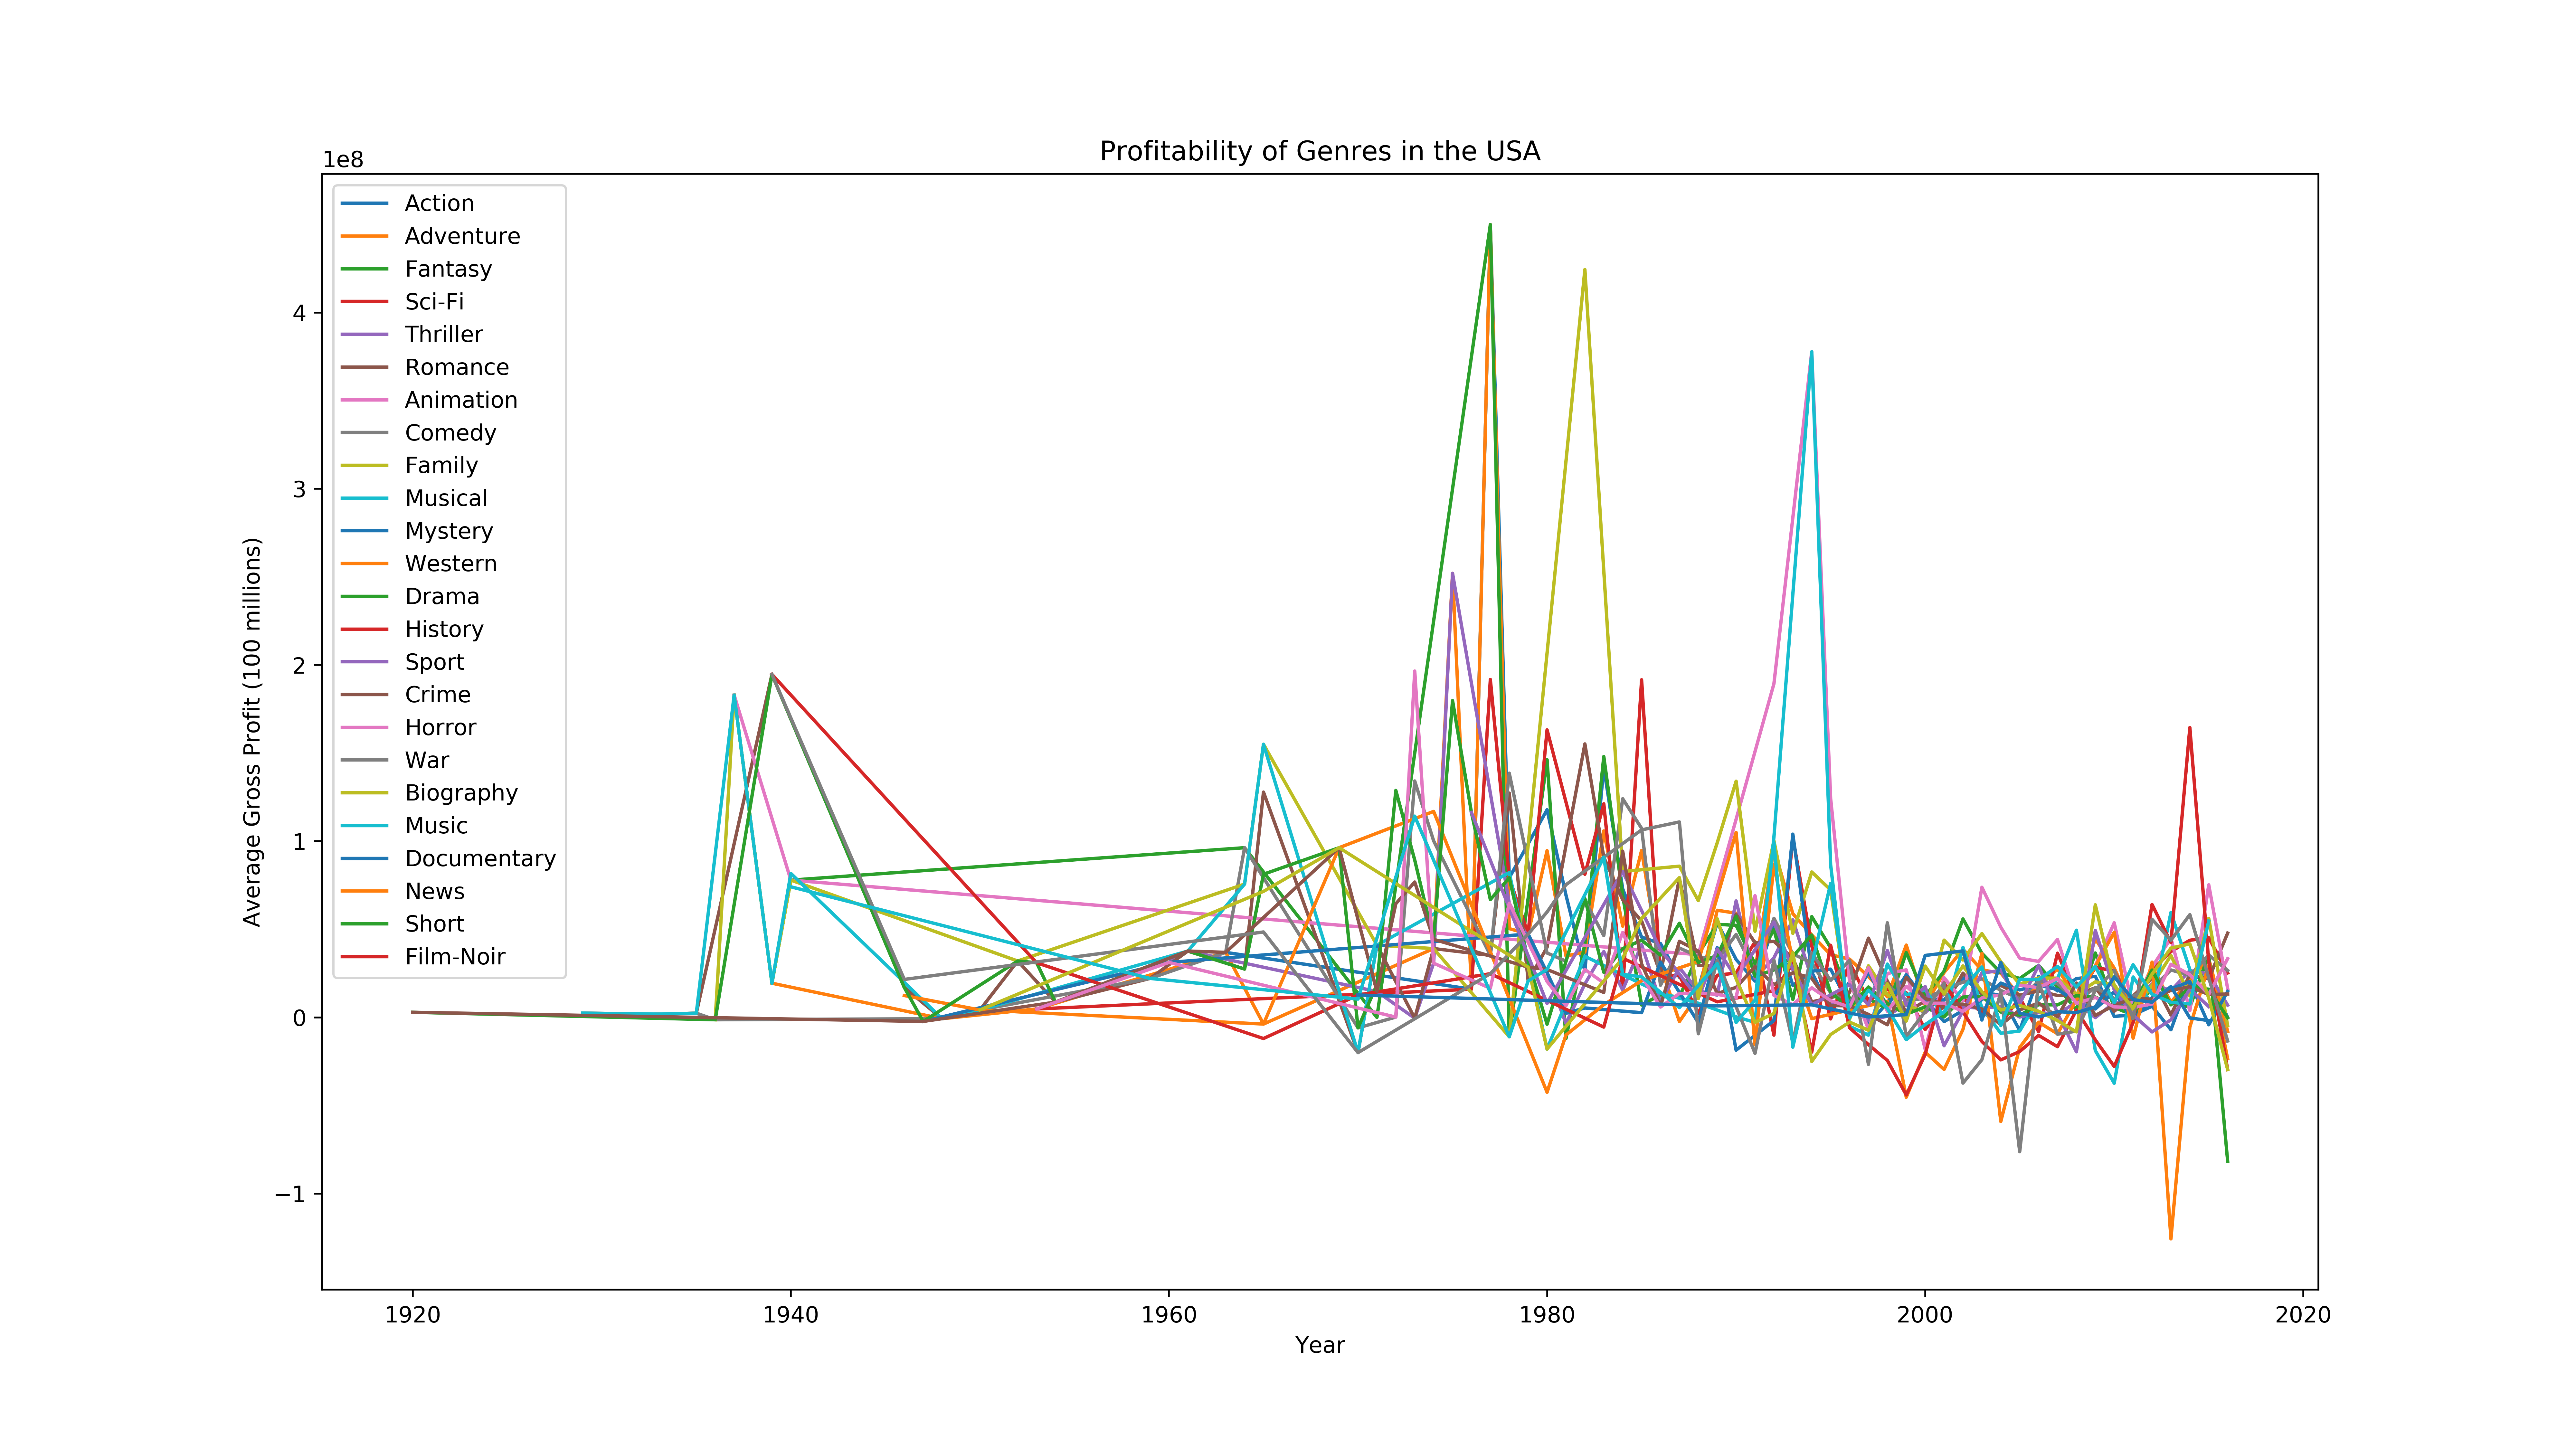 Profitability of Genres in the USA
1e8
Action
Adventure
Fantasy
Sci-Fi
Thriller
Romance
Animation
Comedy
Family
Musical
Mystery
Western
Drama
History
Sport
Crime
Horror
War
Biography
Music
Documentary
News
Short
Film-Noir
Average Gross Profit (100 millions)
4
3
2
1
0
−1
1920 1940 1960 1980 2000 2020
Year